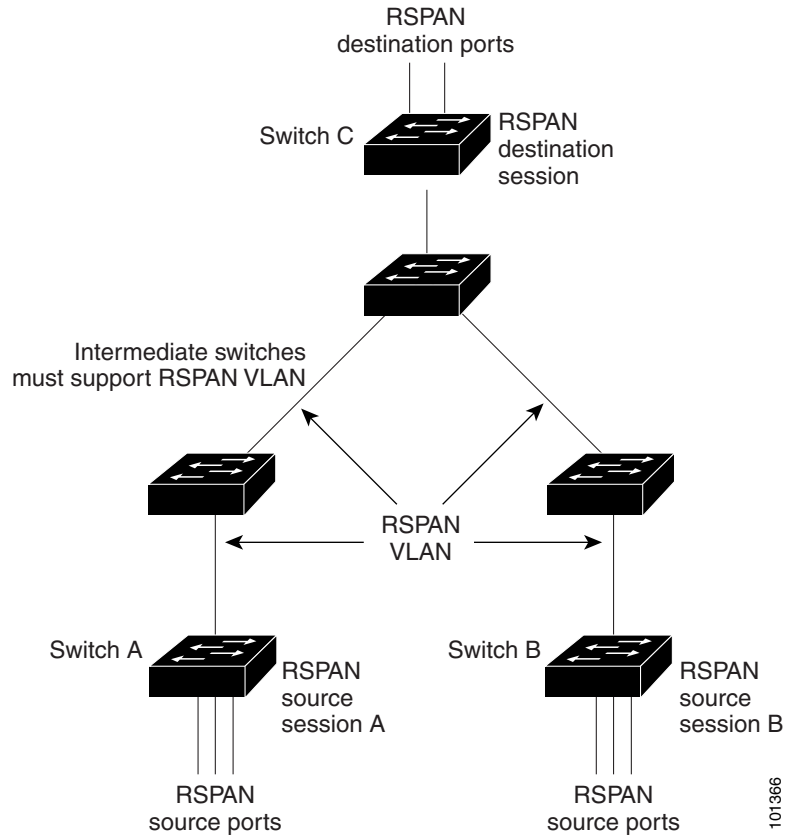 RSPAN
destination ports
Switch C
RSPAN
destination
session
Intermediate switches
must support RSPAN VLAN
RSPAN
VLAN
Switch A
RSPAN
source
session A
Switch B
RSPAN
source
session B
RSPAN
source ports
RSPAN
source ports
101366